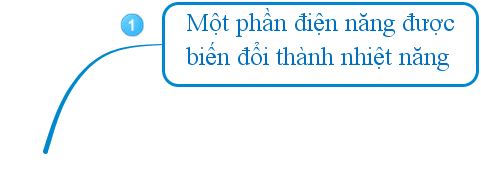 1
Một phần điện năng được
biến đổi thành nhiệt năng